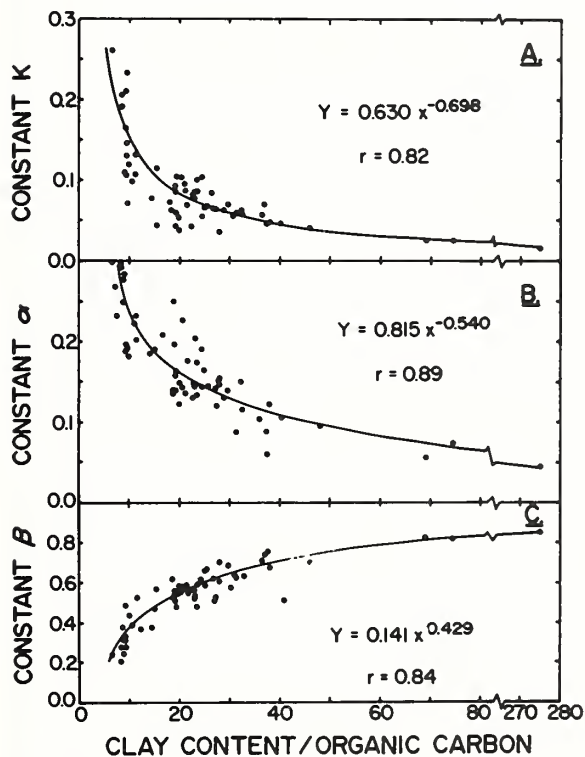 0.3
A.
CONSTANT K
0.2
Y = 0.630 x^-0.698
r = 0.82
0.1
0.0
B.
CONSTANT α
0.2
Y = 0.815 x^-0.540
r = 0.89
0.1
0.0
C.
CONSTANT β
0.8
0.6
0.4
Y = 0.141 x^0.429
0.2
r = 0.84
0.0
0 20 40 60 80 270 280
CLAY CONTENT/ORGANIC CARBON